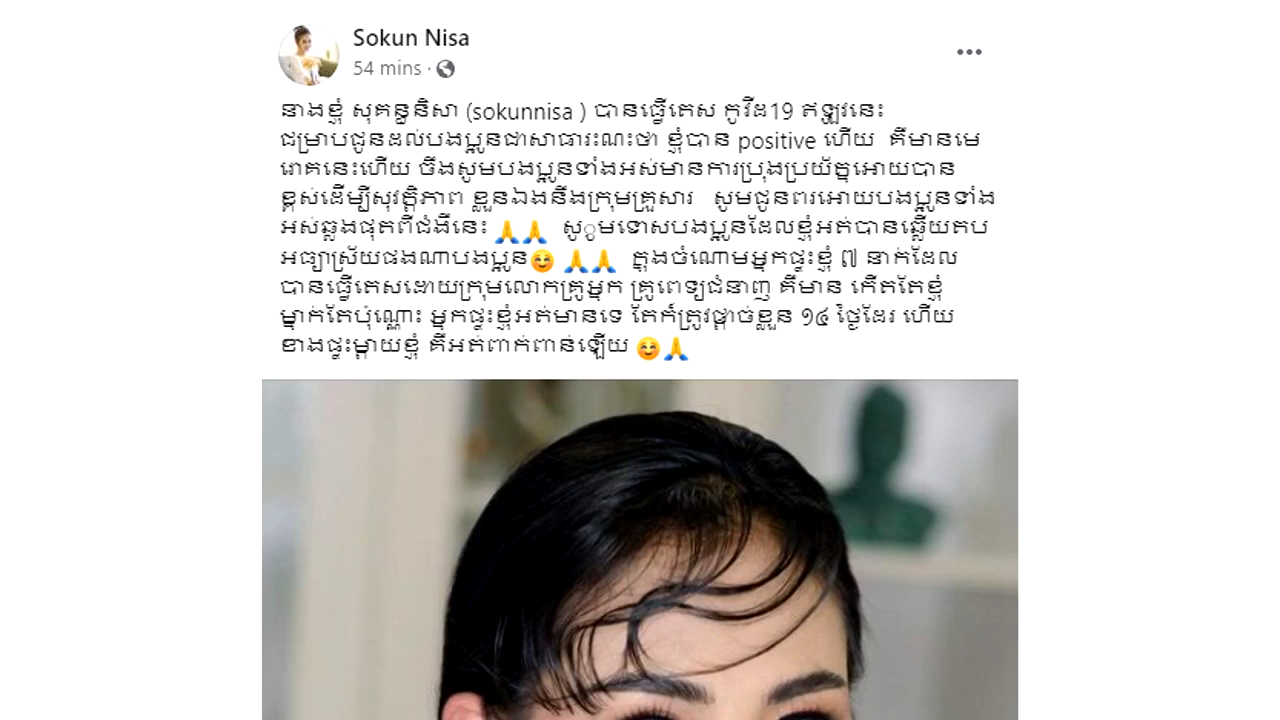 Sokun Nisa
54 mins ·
នាងខ្ញុំ សុគន្ធនិសា (sokunnisa ) បានធ្វើតេស កូវីដ19 ឥឡូវនេះ
ជម្រាបជូនដល់បងប្អូនជាសាធារះណះថា ខ្ញុំបាន positive ហើយ គឺមានមេ
រោគនេះហើយ ចឹងសូមបងប្អូនទាំងអស់មានការប្រុងប្រយ័ត្នអោយបាន
ខ្ពស់ដើម្បីសុវត្តិភាព ខ្លួនឯងនឹងក្រុមគ្រួសារ សូមជូនពរអោយបងប្អូនទាំង
អស់ឆ្លងផុតពីជំងឺនេះ 🙏🙏 សូូមទោសបងប្អូនដែលខ្ញុំអត់បានឆ្លើយតប
អធ្យាស្រ័យផងណាបងប្អូន☺️ 🙏🙏 ក្នុងចំណោមអ្នកផ្ទះខ្ញុំ ៧ នាក់ដែល
បានធ្វើតេសដោយក្រុមលោកគ្រូអ្នក គ្រូពេទ្យជំនាញ គឺមាន កើតតែខ្ញុំ
ម្នាក់តែប៉ុណ្ណោះ អ្នកផ្ទះខ្ញុំអត់មានទេ តែក៏ត្រូវផ្តាច់ខ្លួន ១៤ ថ្ងៃដែរ ហើយ
ខាងផ្ទះម្តាយខ្ញុំ គឺអត់ពាក់ពាន់ឡើយ ☺️🙏